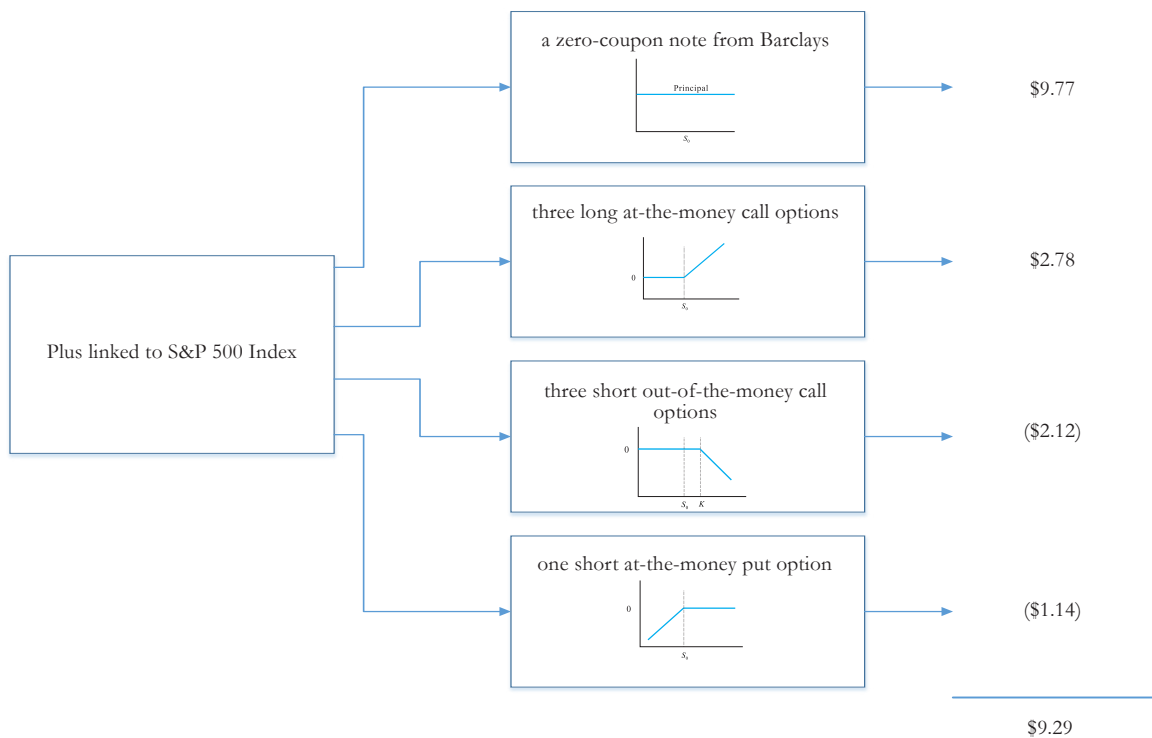 a zero-coupon note from Barclays
Principal
S₀
$9.77
three long at-the-money call options
0
S₀
$2.78
Plus linked to S&P 500 Index
three short out-of-the-money call
options
0
S₀ K
($2.12)
one short at-the-money put option
0
S₀
($1.14)
$9.29